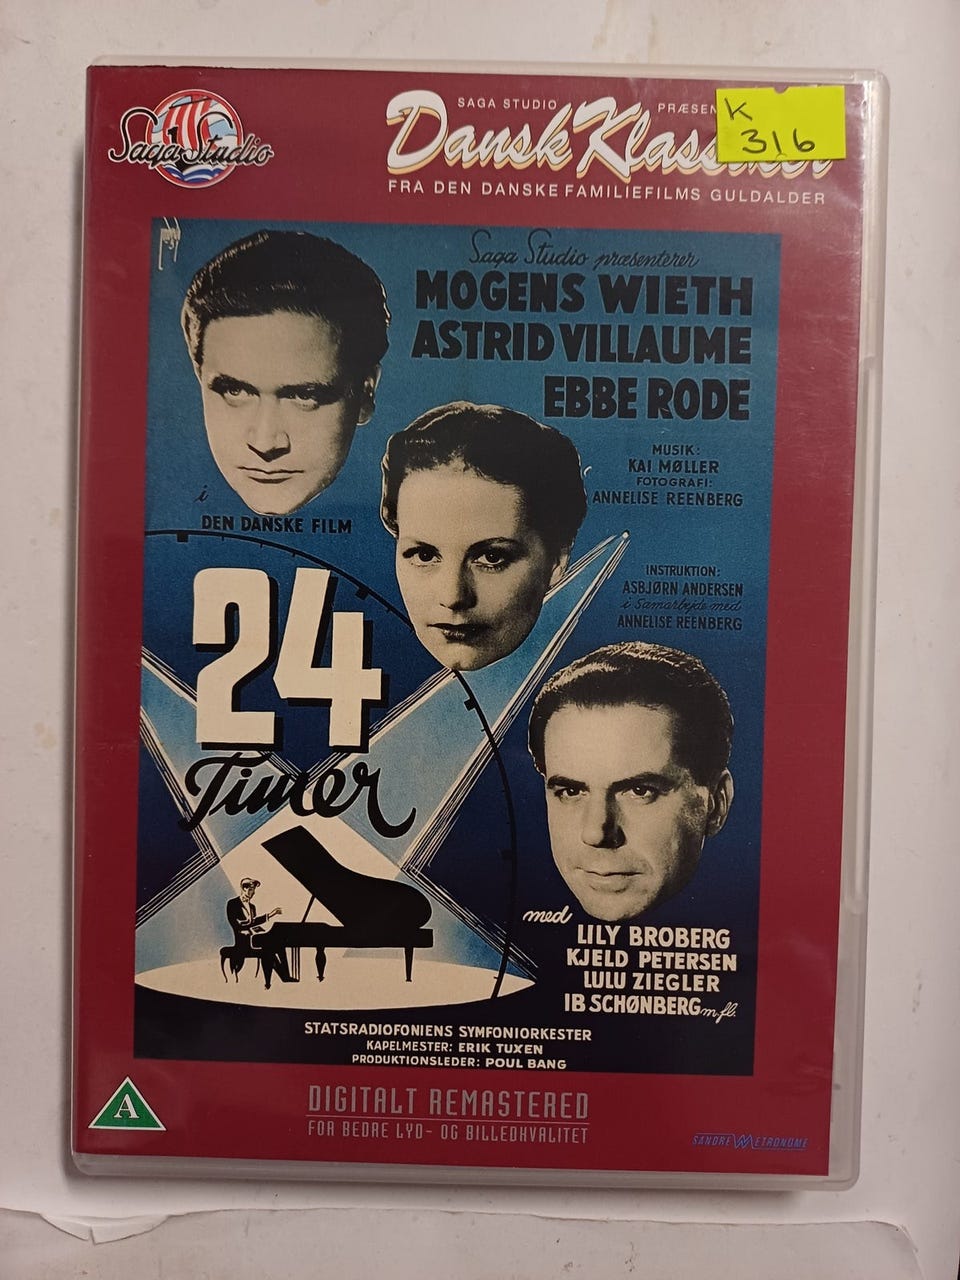 Saga Studio
SAGA STUDIO PRÆSEN
Dansk Klassiker
K
316
FRA DEN DANSKE FAMILIEFILMS GULDALDER
Saga Studio præsenterer
MOGENS WIETH
ASTRID VILLAUME
EBBE RODE
MUSIK:
KAI MØLLER
FOTOGRAFI:
ANNELISE REENBERG
i
DEN DANSKE FILM
24
Timer
INSTRUKTION:
ASBJØRN ANDERSEN
i Samarbejde med
ANNELISE REENBERG
med
LILY BROBERG
KJELD PETERSEN
LULU ZIEGLER
IB SCHØNBERG m.fl.
STATSRADIOFONIENS SYMFONIORKESTER
KAPELMESTER: ERIK TUXEN
PRODUKTIONSLEDER: POUL BANG
A
DIGITALT REMASTERED
FOR BEDRE LYD- OG BILLEDKVALITET
SANDREW METRONOME